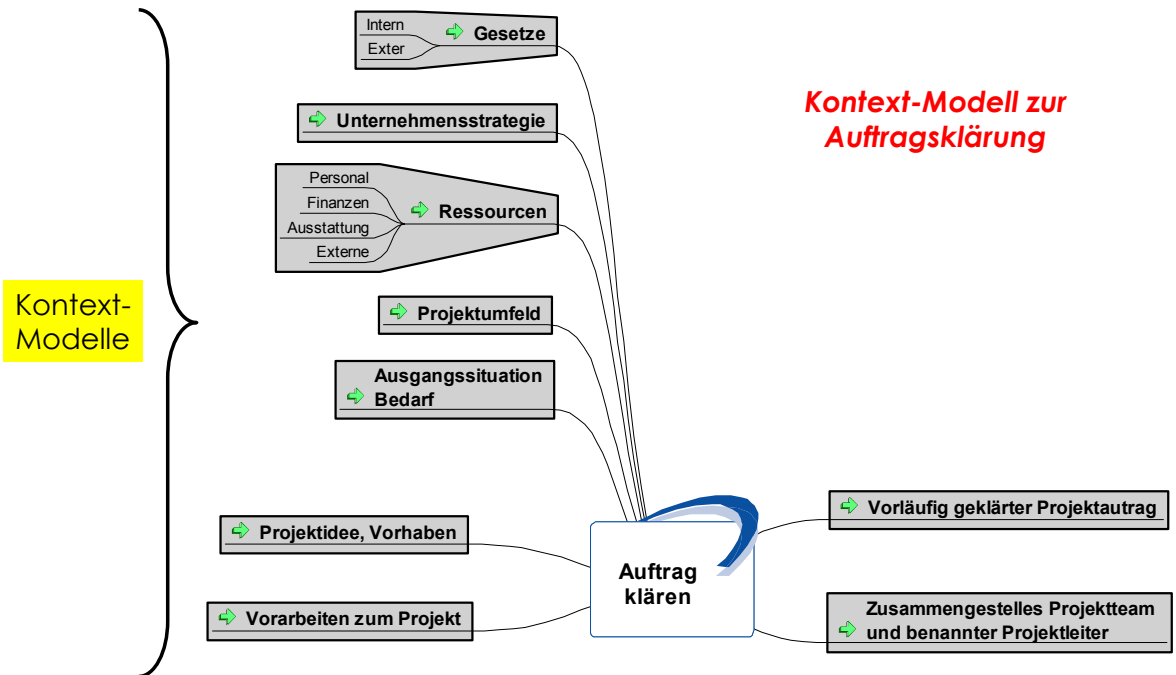 Kontext-Modell zur
Auftragsklärung
Kontext-
Modelle
Intern
Exter
Gesetze
Unternehmensstrategie
Personal
Finanzen
Ausstattung
Externe
Ressourcen
Projektumfeld
Ausgangssituation
Bedarf
Projektidee, Vorhaben
Vorarbeiten zum Projekt
Auftrag
klären
Vorläufig geklärter Projektautrag
Zusammengestelles Projektteam
und benannter Projektleiter